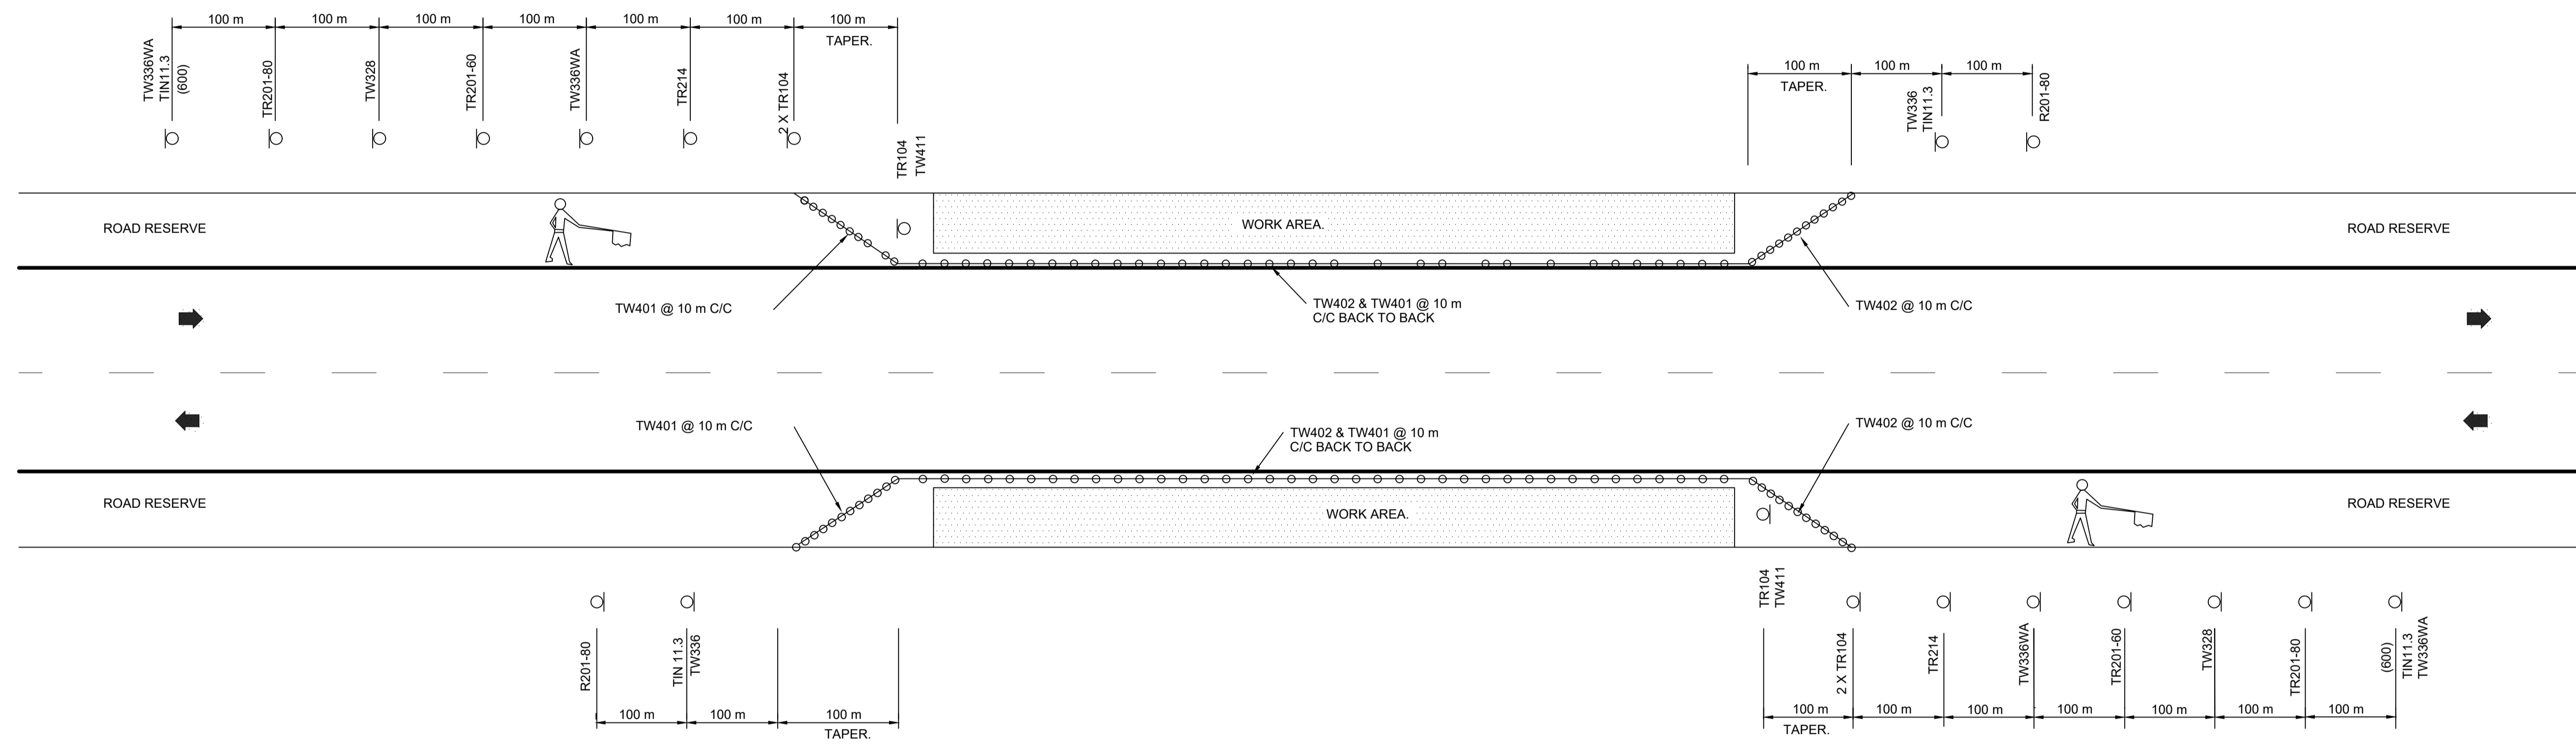 100 m 100 m 100 m 100 m 100 m 100 m 100 m
TAPER.
TW336WA
TIN11.3
(600)
TR201-80
TW328
TR201-60
TW336WA
TR214
2 X TR104
TR104
TW411
100 m 100 m 100 m
TAPER.
TW336
TIN11.3
R201-80
ROAD RESERVE
WORK AREA.
ROAD RESERVE
TW401 @ 10 m C/C
TW402 & TW401 @ 10 m
C/C BACK TO BACK
TW402 @ 10 m C/C
TW401 @ 10 m C/C
TW402 & TW401 @ 10 m
C/C BACK TO BACK
TW402 @ 10 m C/C
ROAD RESERVE
WORK AREA.
ROAD RESERVE
R201-80
TIN 11.3
TW336
100 m 100 m 100 m
TAPER.
TR104
TW411
2 X TR104
TR214
TW336WA
TR201-60
TW328
TR201-80
(600)
TIN11.3
TW336WA
100 m 100 m 100 m 100 m 100 m 100 m 100 m
TAPER.